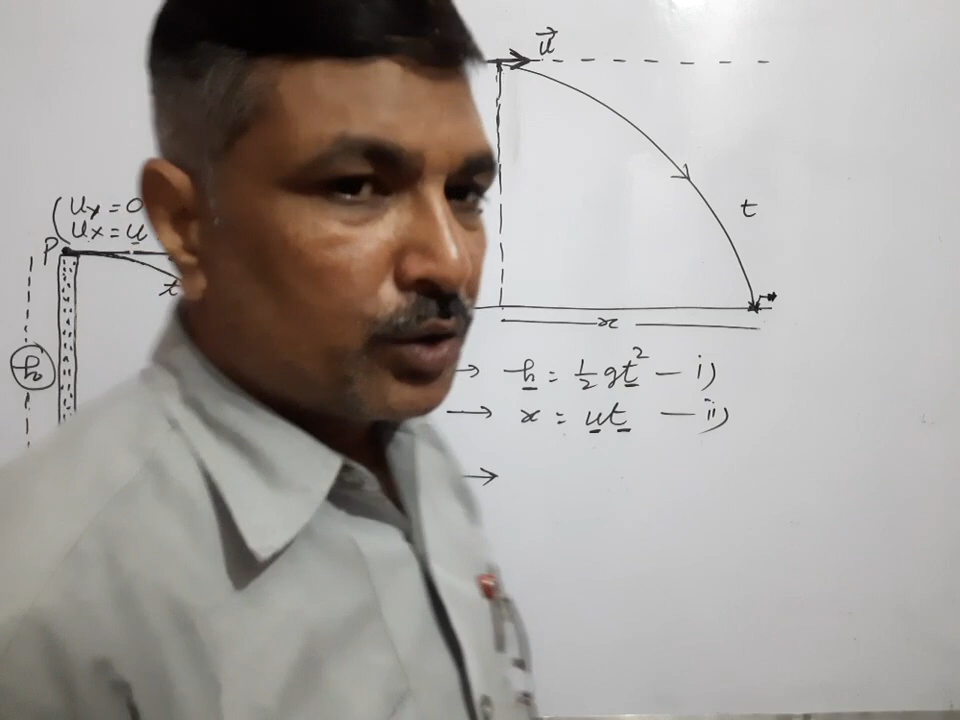 u⃗
(uy = 0
ux = u
P
t
t
h
x
→ h = ½gt² — i)
→ x = ut — ii)
→